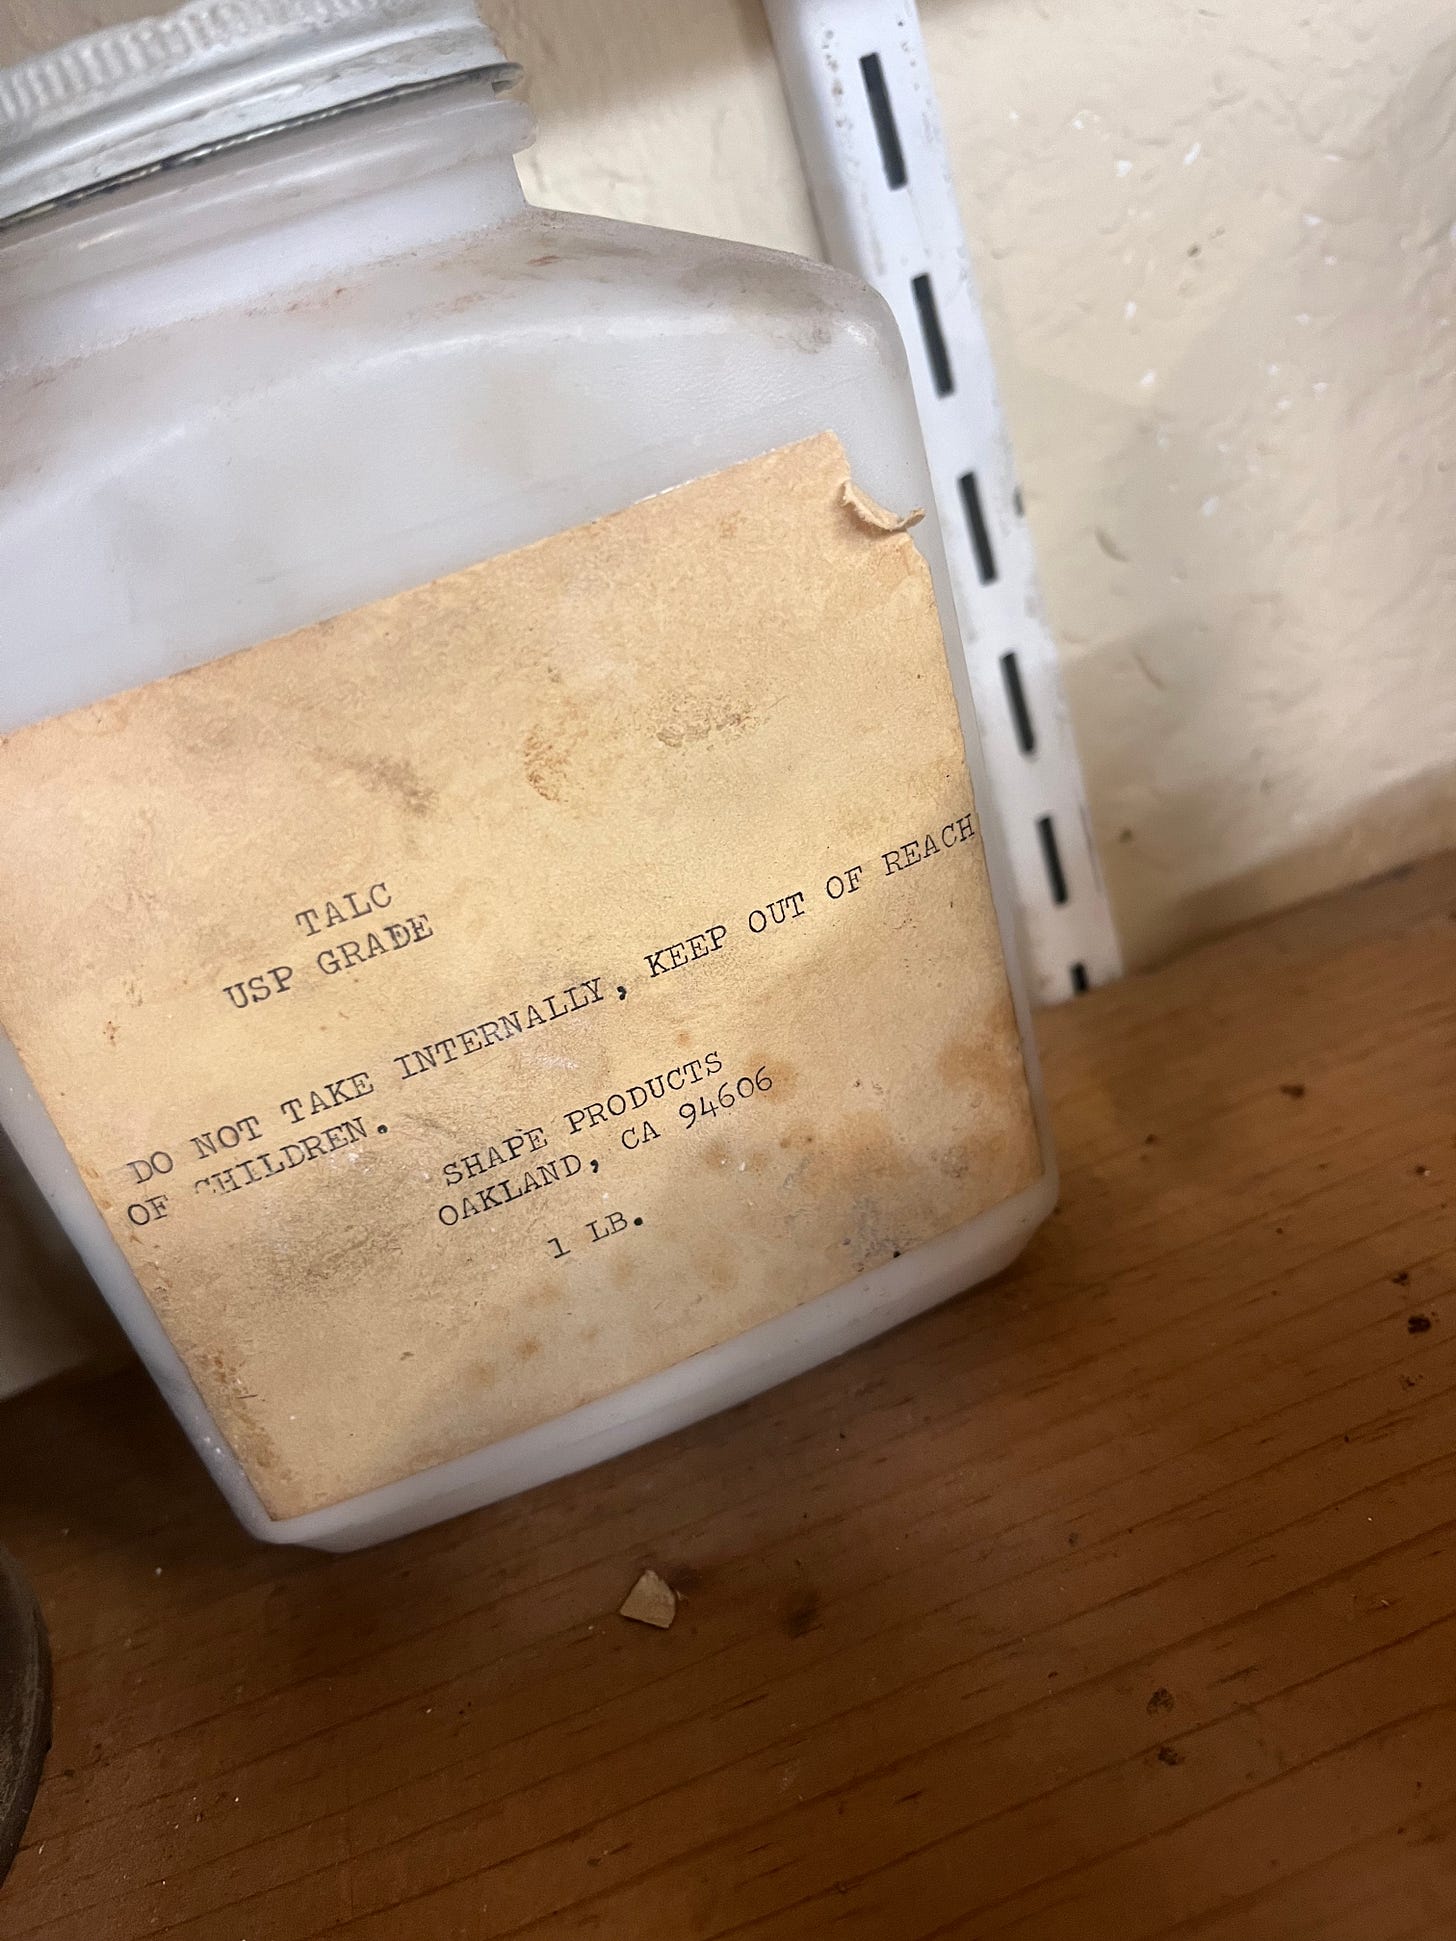 TALC
USP GRADE
DO NOT TAKE INTERNALLY, KEEP OUT OF REACH
OF CHILDREN.
SHAPE PRODUCTS
OAKLAND, CA 94606
1 LB.